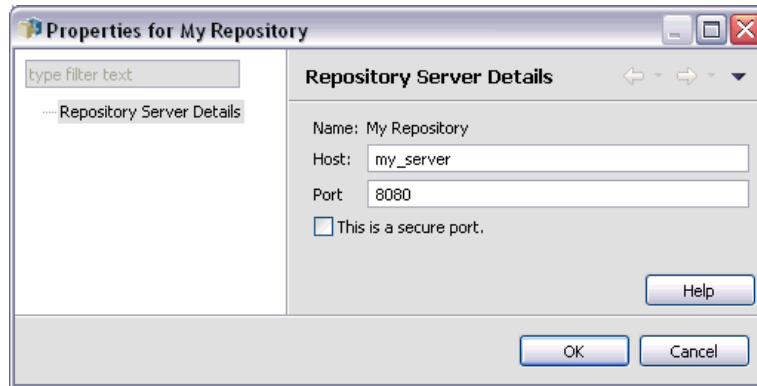 Properties for My Repository
type filter text
Repository Server Details
Repository Server Details
Name: My Repository
Host: my_server
Port 8080
This is a secure port.
Help
OK Cancel